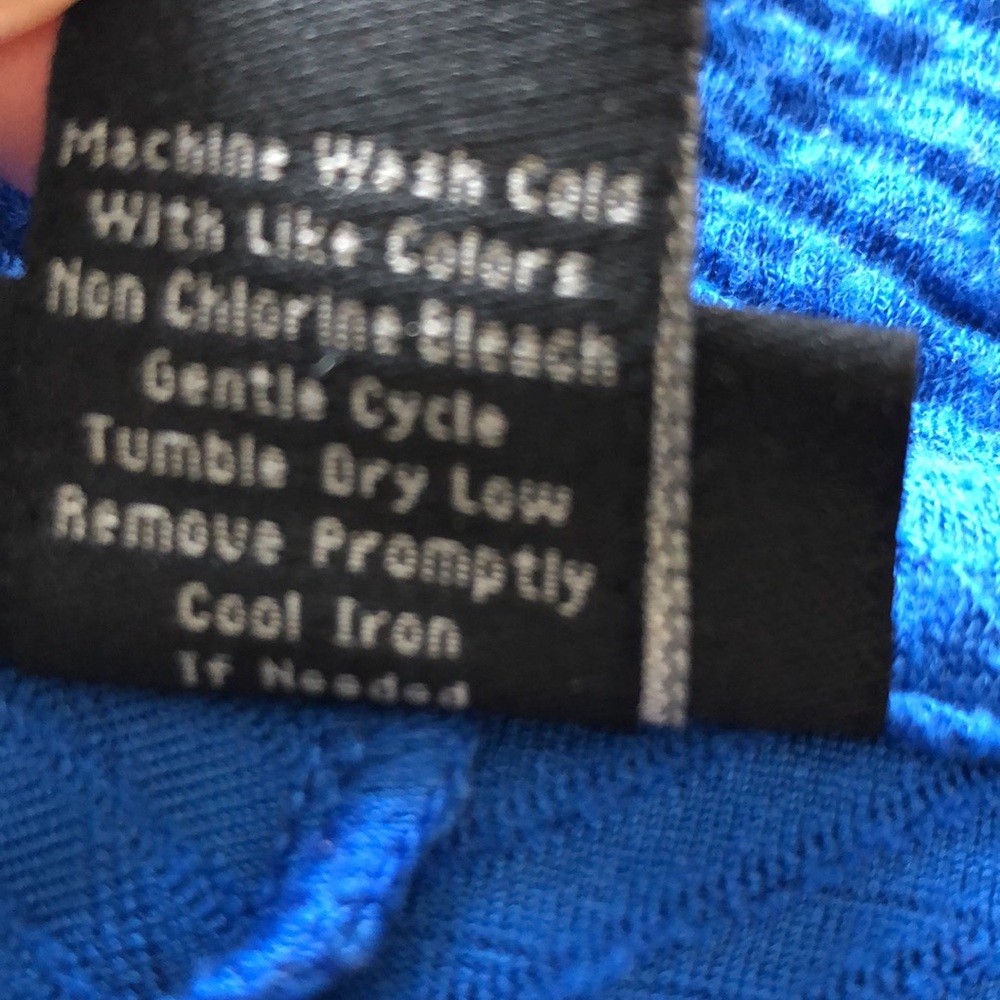 Machine Wash Cold
With Like Colors
Non Chlorine Bleach
Gentle Cycle
Tumble Dry Low
Remove Promptly
Cool Iron
If Needed